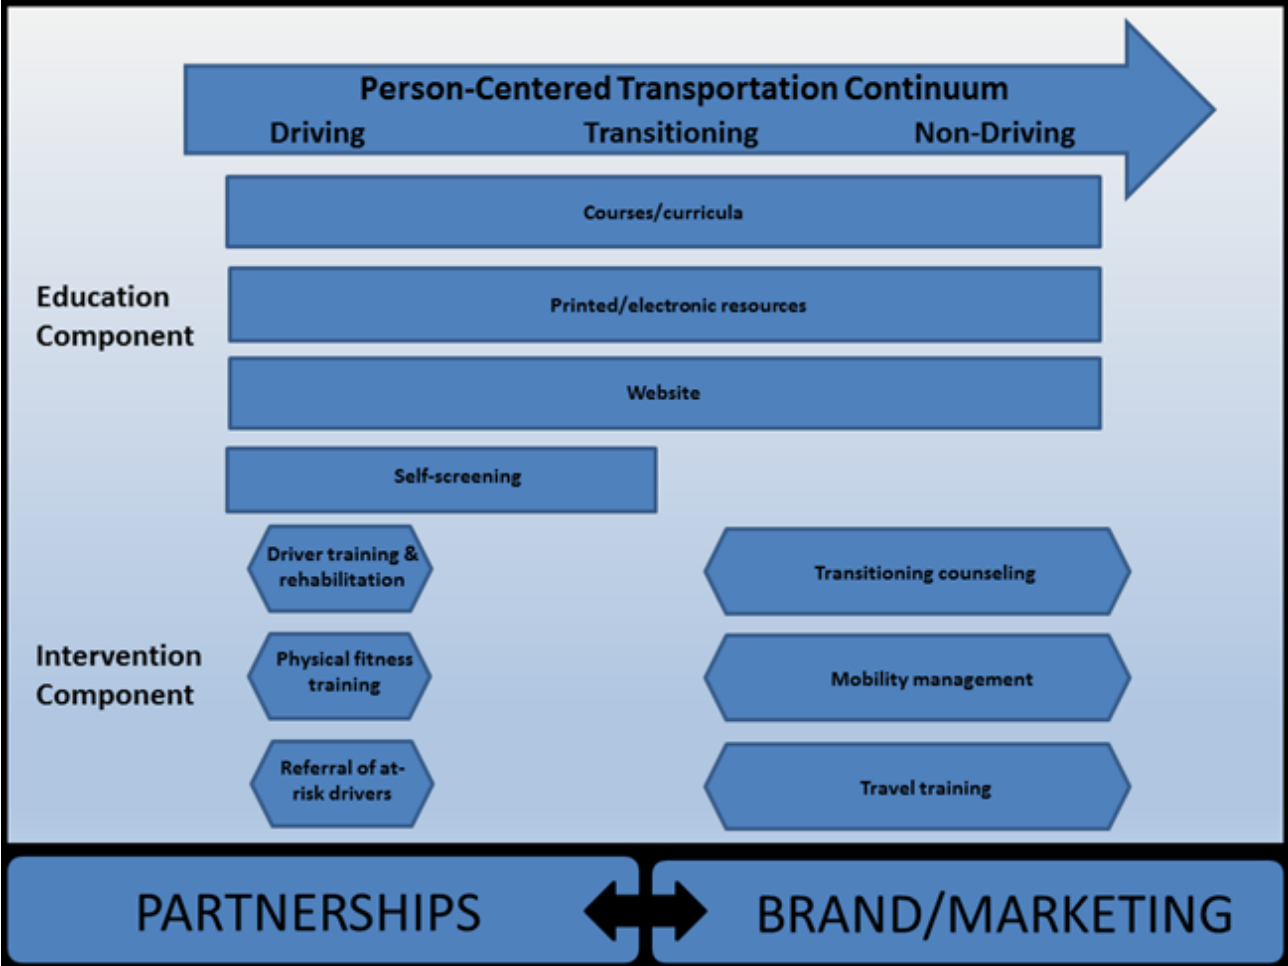 Person-Centered Transportation Continuum
Driving Transitioning Non-Driving
Courses/curricula
Education
Component
Printed/electronic resources
Website
Self-screening
Driver training &
rehabilitation
Transitioning counseling
Intervention
Component
Physical fitness
training
Mobility management
Referral of at-
risk drivers
Travel training
PARTNERSHIPS
BRAND/MARKETING